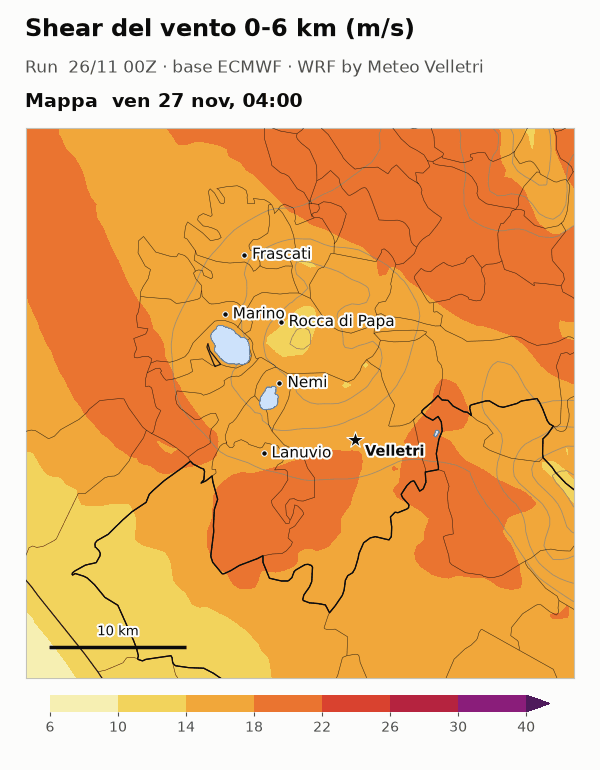 Shear del vento 0-6 km (m/s)
Run  26/11 00Z · base ECMWF · WRF by Meteo Velletri
Mappa  ven 27 nov, 04:00
Frascati
Marino
Rocca di Papa
Nemi
Velletri
Lanuvio
10 km
6 10 14 18 22 26 30 40